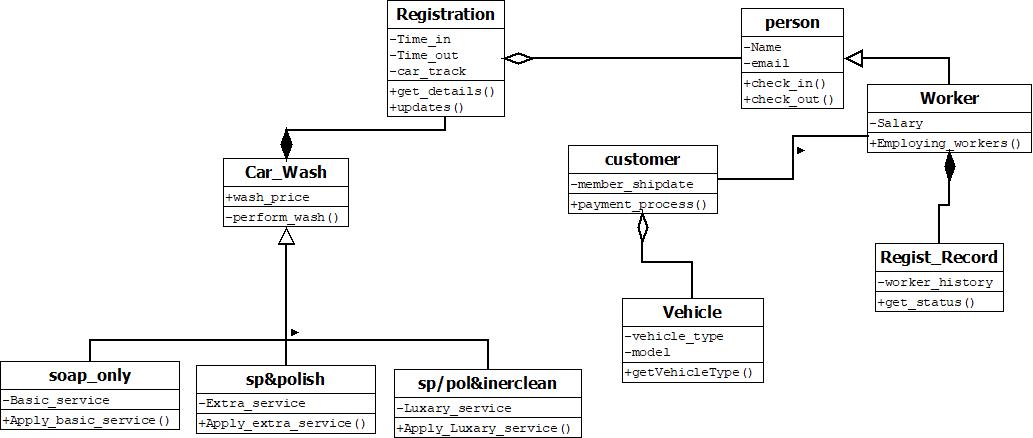 Registration
-Time_in
-Time_out
-car_track
+get_details()
+updates()
person
-Name
-email
+check_in()
+check_out()
Worker
-Salary
+Employing_workers()
customer
-member_shipdate
+payment_process()
Car_Wash
+wash_price
-perform_wash()
Regist_Record
-worker_history
+get_status()
Vehicle
-vehicle_type
-model
+getVehicleType()
soap_only
-Basic_service
+Apply_basic_service()
sp&polish
-Extra_service
+Apply_extra_service()
sp/pol&inerclean
-Luxary_service
+Apply_Luxary_service()